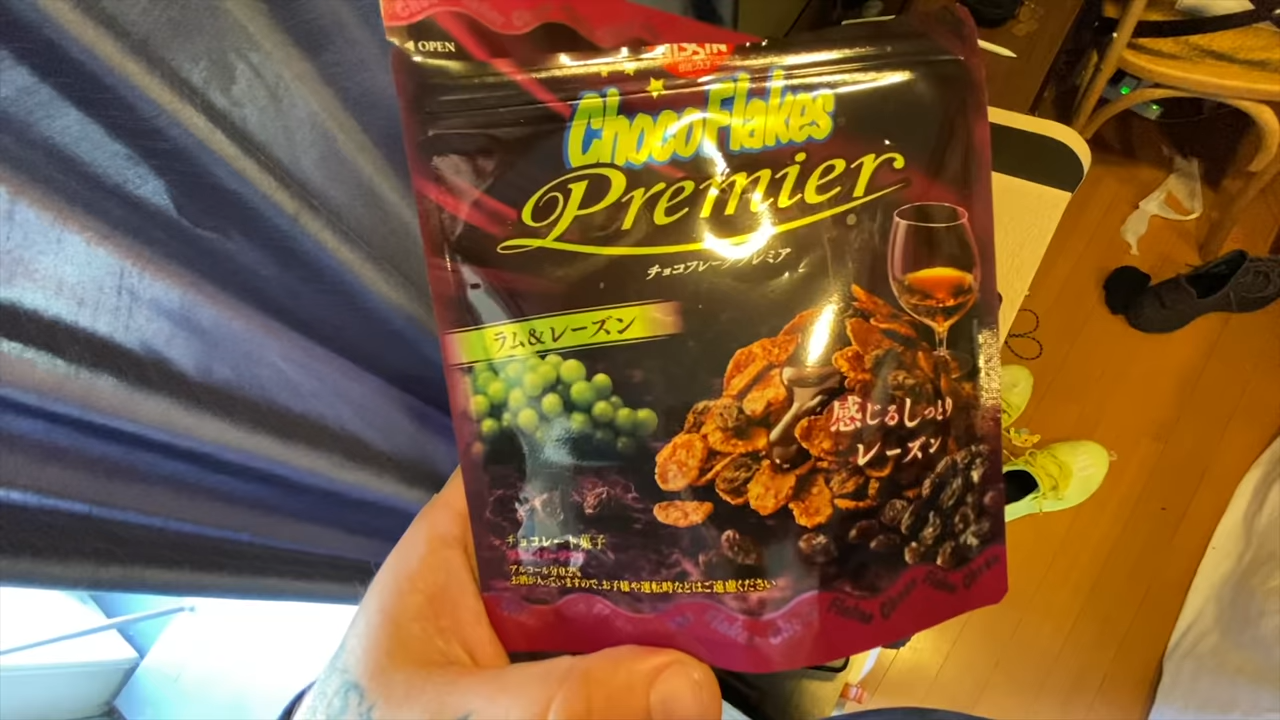 ◀ OPEN
NISSIN
ChocoFlakes
Premier
チョコフレークプレミア
ラム&レーズン
感じるしっとり
レーズン
チョコレート菓子
アルコール分0.2%
お酒が入っていますので、お子様や運転時などはご遠慮ください
Flakes